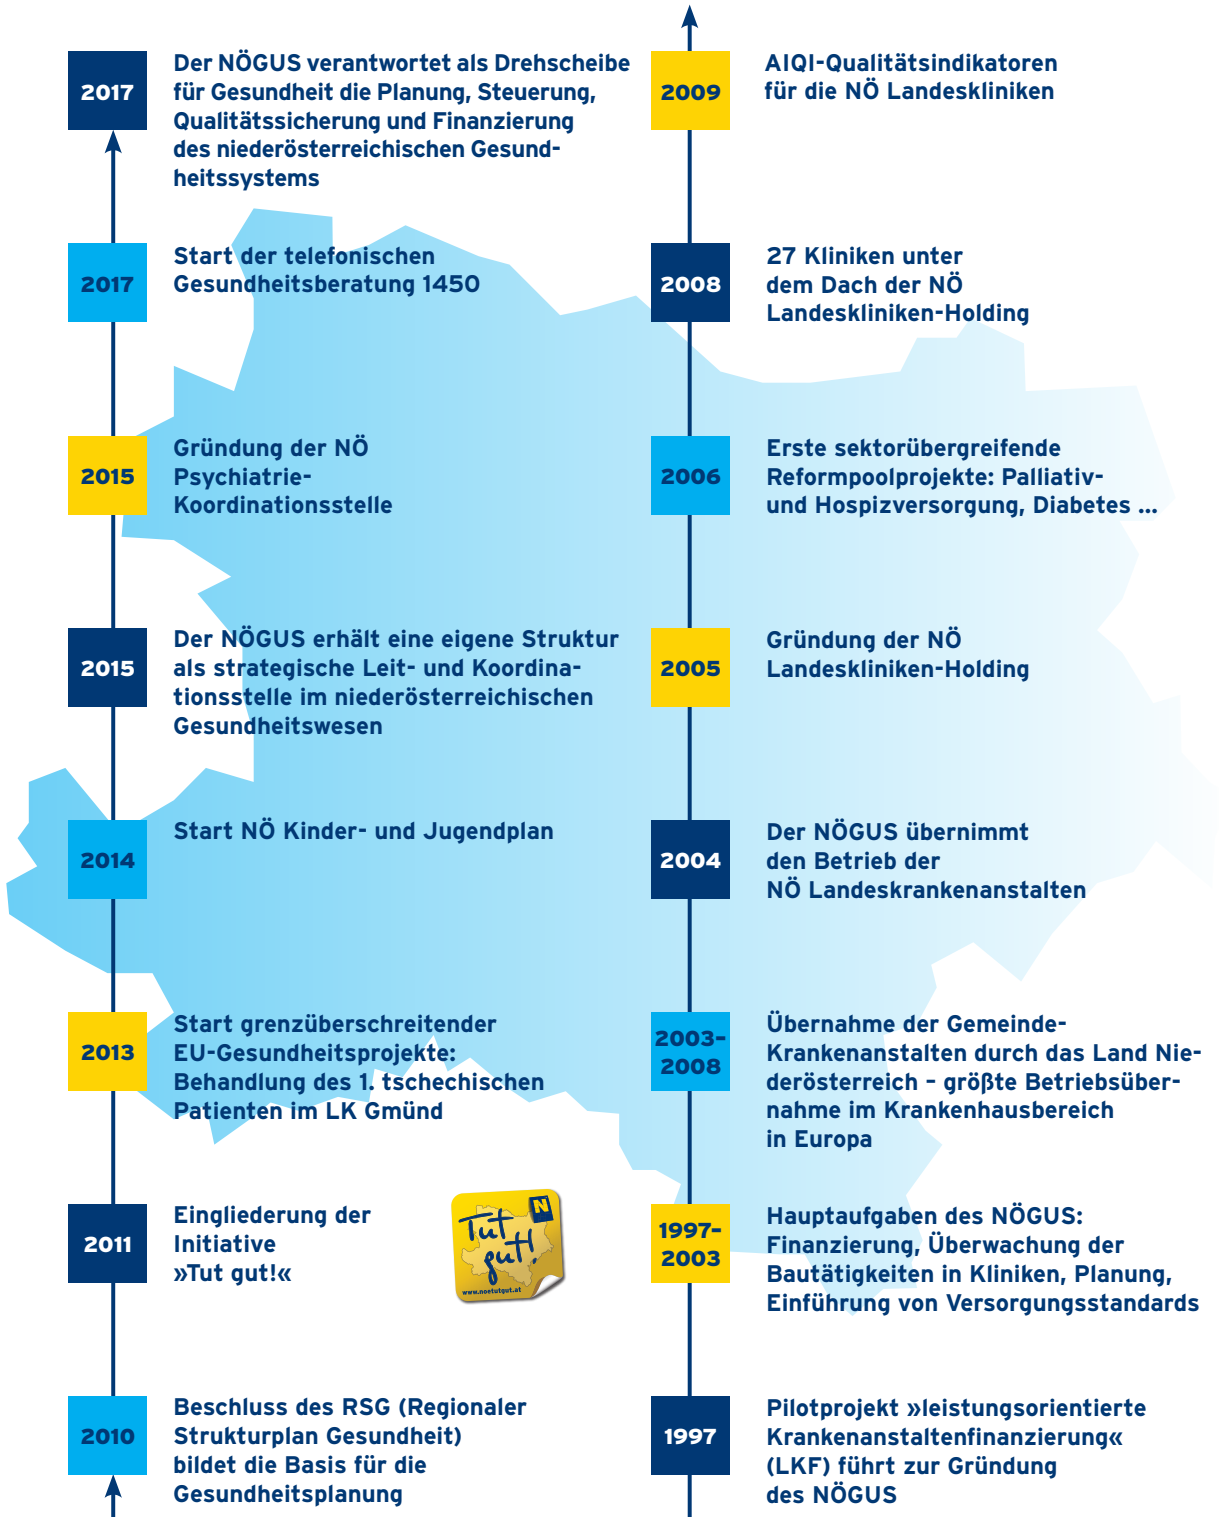 2017
Der NÖGUS verantwortet als Drehscheibe
für Gesundheit die Planung, Steuerung,
Qualitätssicherung und Finanzierung
des niederösterreichischen Gesund-
heitssystems
2017
Start der telefonischen
Gesundheitsberatung 1450
2015
Gründung der NÖ
Psychiatrie-
Koordinationsstelle
2015
Der NÖGUS erhält eine eigene Struktur
als strategische Leit- und Koordina-
tionsstelle im niederösterreichischen
Gesundheitswesen
2014
Start NÖ Kinder- und Jugendplan
2013
Start grenzüberschreitender
EU-Gesundheitsprojekte:
Behandlung des 1. tschechischen
Patienten im LK Gmünd
2011
Eingliederung der
Initiative
»Tut gut!«
N
Tut
gut!
www.noetutgut.at
2010
Beschluss des RSG (Regionaler
Strukturplan Gesundheit)
bildet die Basis für die
Gesundheitsplanung
2009
AIQI-Qualitätsindikatoren
für die NÖ Landeskliniken
2008
27 Kliniken unter
dem Dach der NÖ
Landeskliniken-Holding
2006
Erste sektorübergreifende
Reformpoolprojekte: Palliativ-
und Hospizversorgung, Diabetes ...
2005
Gründung der NÖ
Landeskliniken-Holding
2004
Der NÖGUS übernimmt
den Betrieb der
NÖ Landeskrankenanstalten
2003–
2008
Übernahme der Gemeinde-
Krankenanstalten durch das Land Nie-
derösterreich – größte Betriebsüber-
nahme im Krankenhausbereich
in Europa
1997–
2003
Hauptaufgaben des NÖGUS:
Finanzierung, Überwachung der
Bautätigkeiten in Kliniken, Planung,
Einführung von Versorgungsstandards
1997
Pilotprojekt »leistungsorientierte
Krankenanstaltenfinanzierung«
(LKF) führt zur Gründung
des NÖGUS